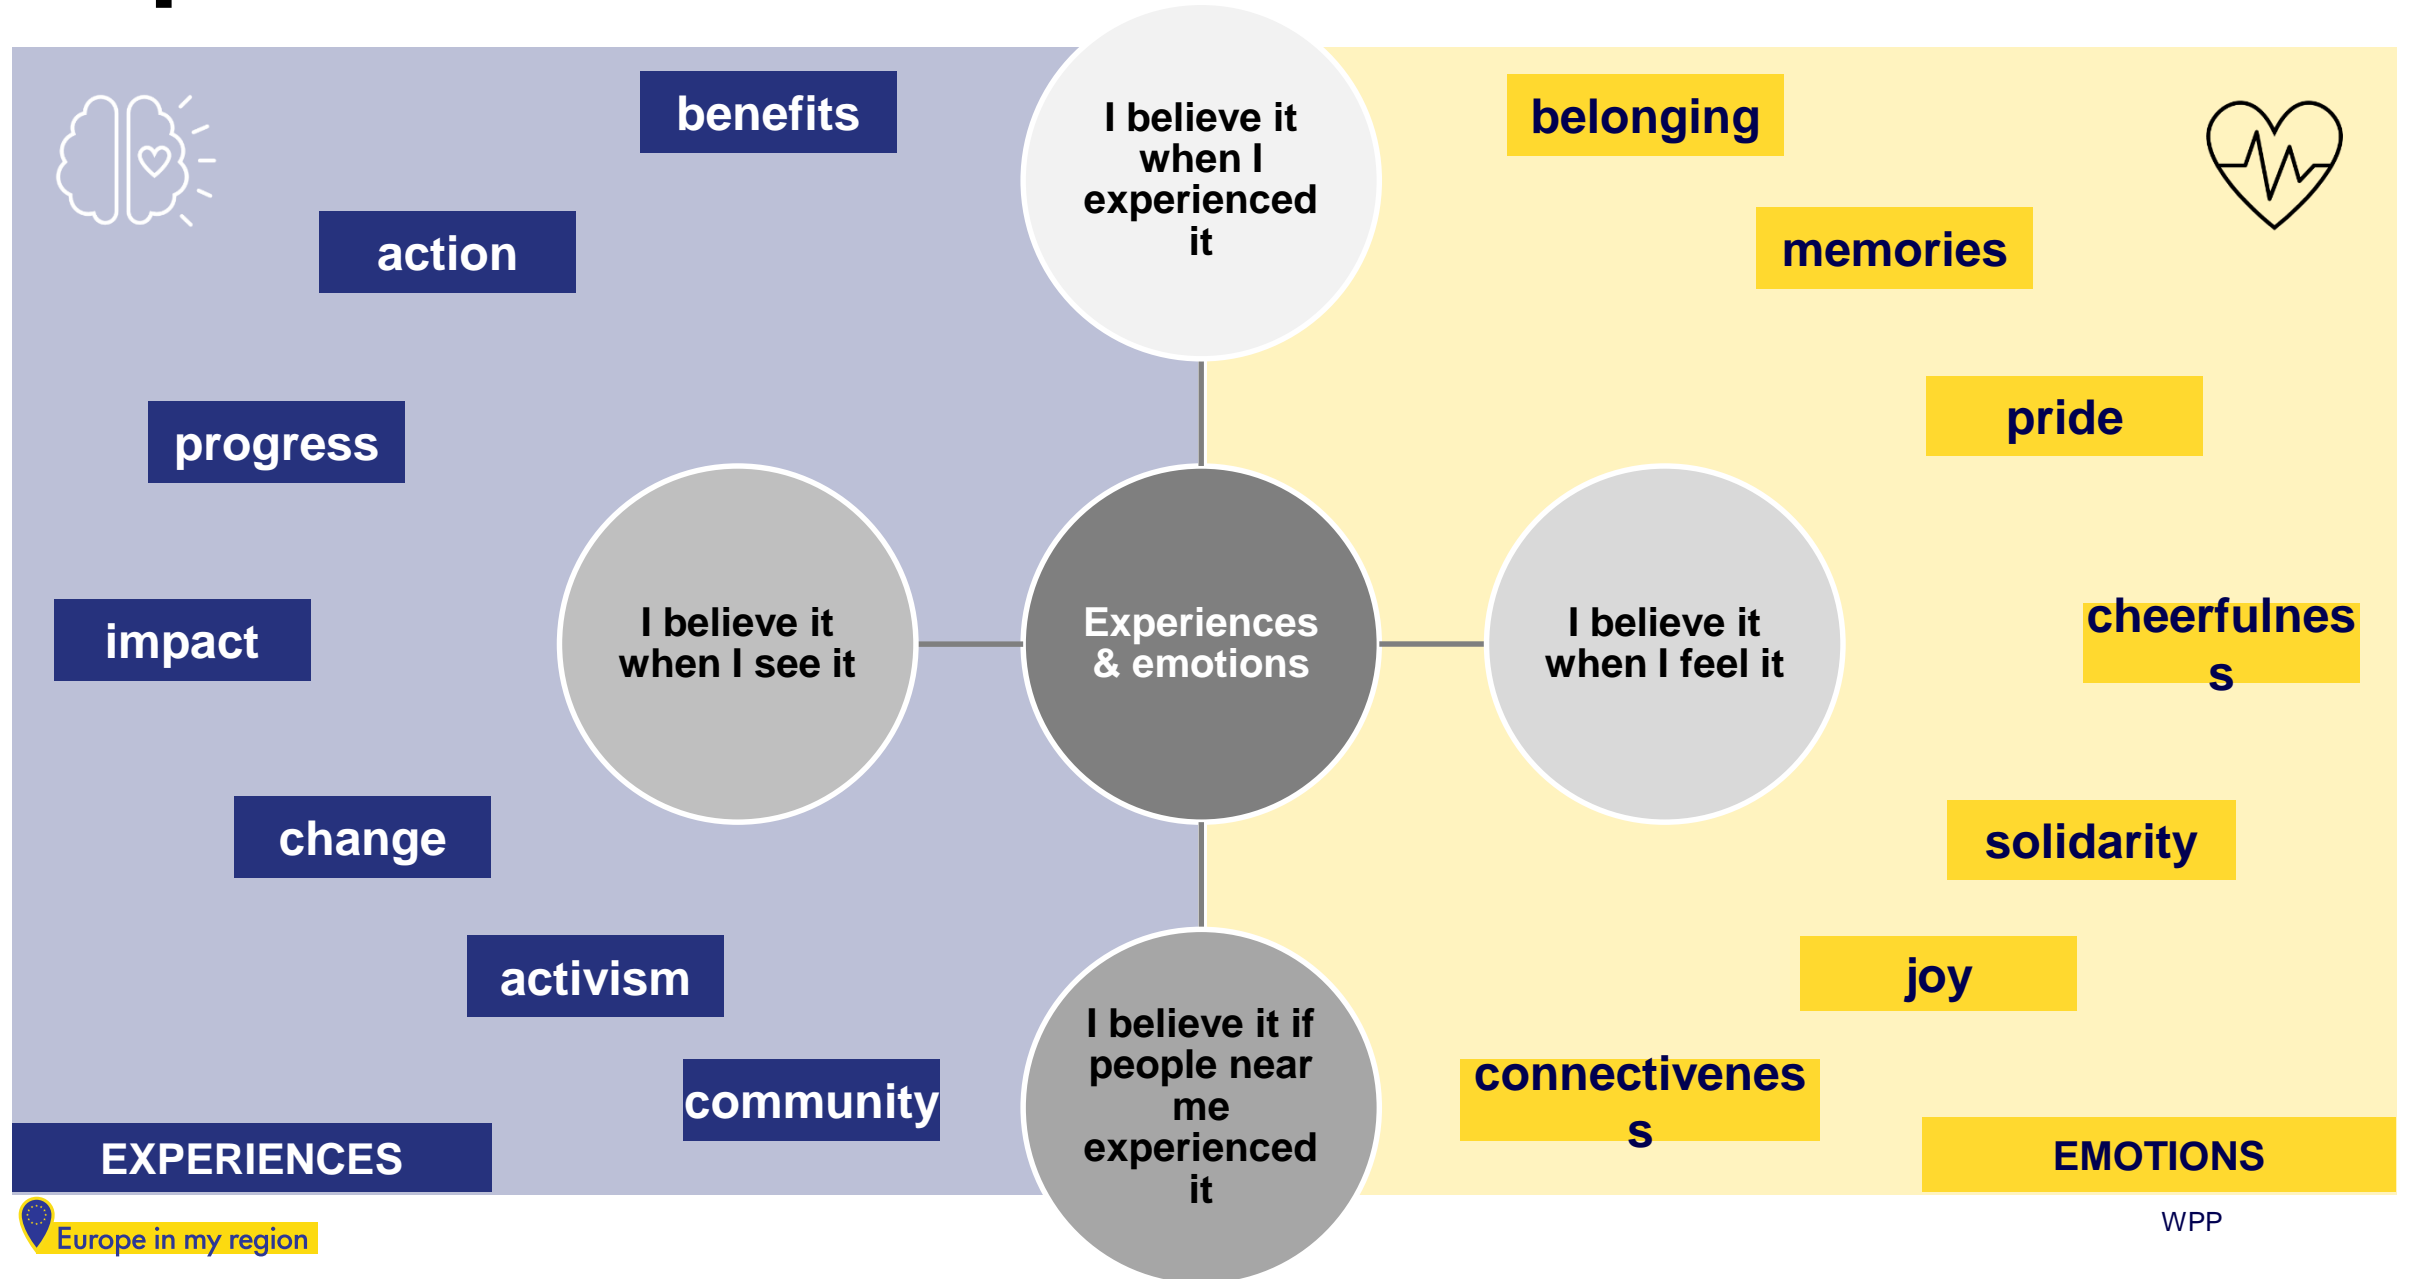 benefits
action
progress
impact
change
activism
community
EXPERIENCES
I believe it
when I
experienced
it
I believe it
when I see it
Experiences
& emotions
I believe it
when I feel it
I believe it if
people near
me
experienced
it
belonging
memories
pride
cheerfulnes
s
solidarity
joy
connectivenes
s
EMOTIONS
Europe in my region
WPP